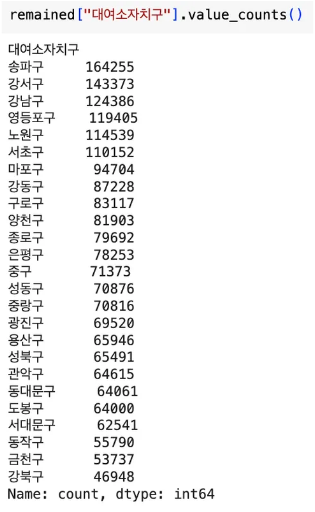 remained["대여소자치구"].value_counts()
대여소자치구
송파구 164255
강서구 143373
강남구 124386
영등포구 119405
노원구 114539
서초구 110152
마포구 94704
강동구 87228
구로구 83117
양천구 81903
종로구 79692
은평구 78253
중구 71373
성동구 70876
중랑구 70816
광진구 69520
용산구 65946
성북구 65491
관악구 64615
동대문구 64061
도봉구 64000
서대문구 62541
동작구 55790
금천구 53737
강북구 46948
Name: count, dtype: int64